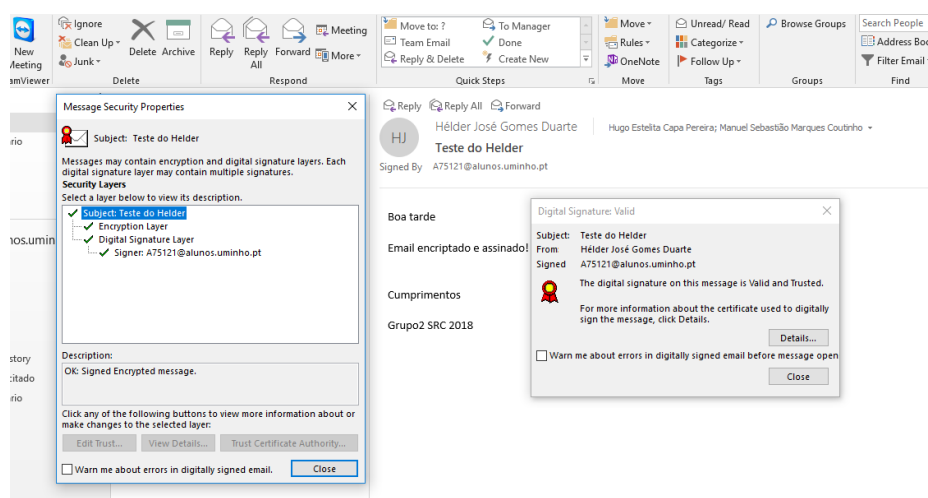 Ignore
Clean Up
Junk
New
Meeting
amViewer
Delete
Archive
Delete
Reply
Reply
All
Forward
Meeting
More
Respond
Move to: ?
To Manager
Team Email
Done
Reply & Delete
Create New
Quick Steps
Move
Rules
OneNote
Move
Unread/ Read
Categorize
Follow Up
Tags
Browse Groups
Groups
Search People
Address Boo
Filter Email
Find
rio
nos.umin
story
citado
rio
Message Security Properties
Subject: Teste do Helder
Messages may contain encryption and digital signature layers. Each
digital signature layer may contain multiple signatures.
Security Layers
Select a layer below to view its description.
Subject: Teste do Helder
Encryption Layer
Digital Signature Layer
Signer: A75121@alunos.uminho.pt
Description:
OK: Signed Encrypted message.
Click any of the following buttons to view more information about or
make changes to the selected layer:
Edit Trust...
View Details...
Trust Certificate Authority...
Warn me about errors in digitally signed email.
Close
Reply
Reply All
Forward
HJ
Hélder José Gomes Duarte
Hugo Estelita Capa Pereira; Manuel Sebastião Marques Coutinho
Teste do Helder
Signed By A75121@alunos.uminho.pt
Boa tarde
Email encriptado e assinado!
Cumprimentos
Grupo2 SRC 2018
Digital Signature: Valid
Subject: Teste do Helder
From Hélder José Gomes Duarte
Signed A75121@alunos.uminho.pt
The digital signature on this message is Valid and Trusted.
For more information about the certificate used to digitally
sign the message, click Details.
Details...
Warn me about errors in digitally signed email before message open
Close